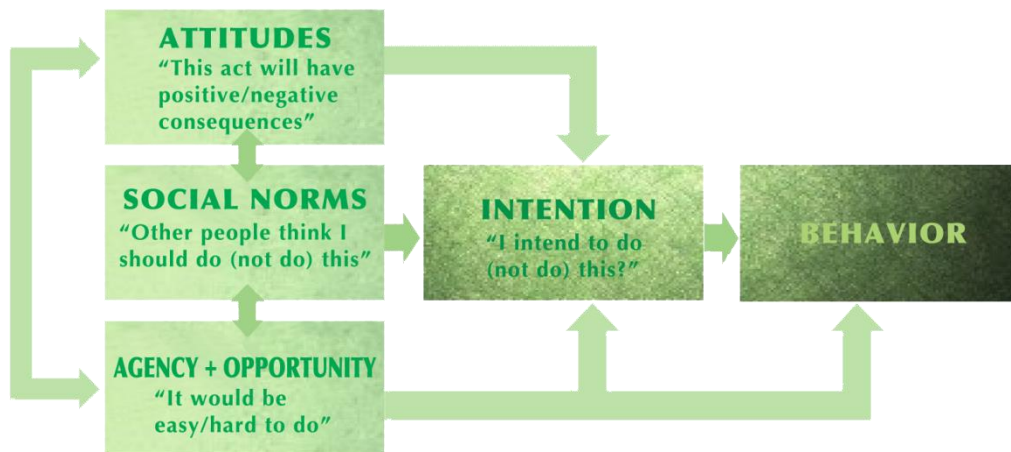 ATTITUDES
“This act will have
positive/negative
consequences”
SOCIAL NORMS
“Other people think I
should do (not do) this”
AGENCY + OPPORTUNITY
“It would be
easy/hard to do”
INTENTION
“I intend to do
(not do) this?”
BEHAVIOR